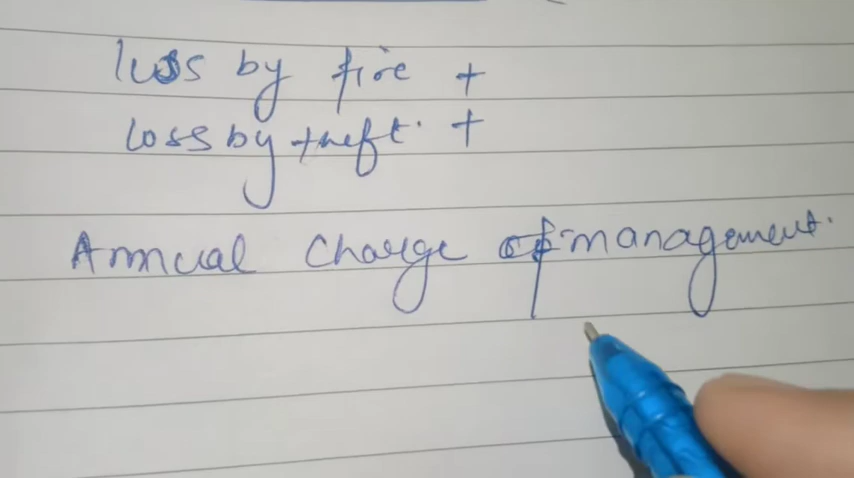 loss by fire +
loss by theft. +
Annual charge of management.